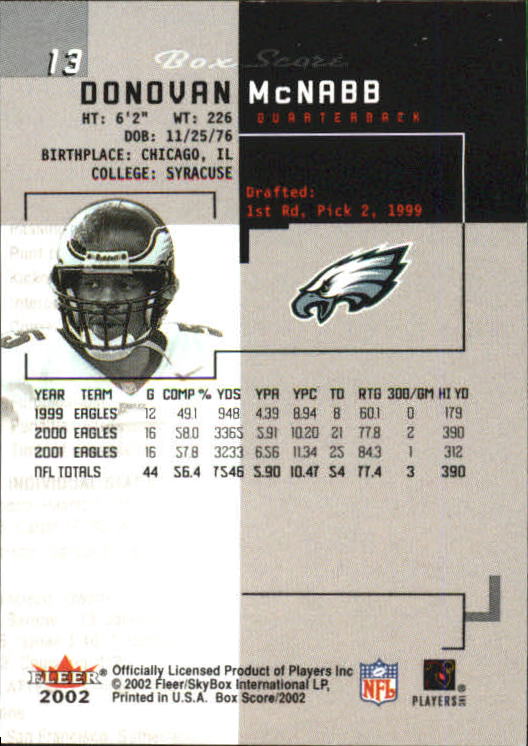 13
Box Score
DONOVAN McNABB
HT: 6'2" WT: 226
QUARTERBACK
DOB: 11/25/76
BIRTHPLACE: CHICAGO, IL
COLLEGE: SYRACUSE
Drafted:
1st Rd, Pick 2, 1999
YEAR TEAM G COMP % YDS YPA YPC TD RTG 300/GM HI YD
1999 EAGLES 12 49.1 948 4.39 8.94 8 60.1 0 179
2000 EAGLES 16 58.0 3365 5.91 10.20 21 77.8 2 390
2001 EAGLES 16 57.8 3233 6.56 11.34 25 84.3 1 312
NFL TOTALS 44 56.4 7546 5.90 10.47 54 77.4 3 390
FLEER®
2002
Officially Licensed Product of Players Inc
© 2002 Fleer/SkyBox International LP,
Printed in U.S.A. Box Score/2002
NFL
PLAYERS INC
®